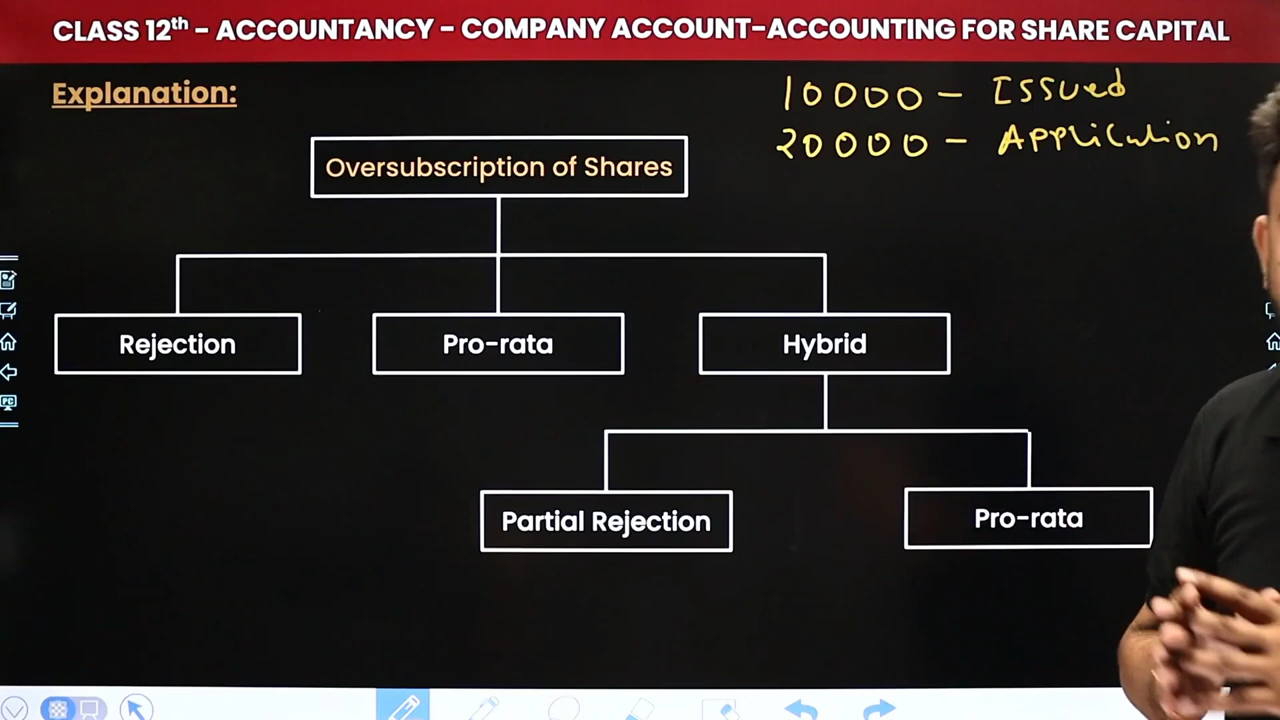 CLASS 12th – ACCOUNTANCY – COMPANY ACCOUNT-ACCOUNTING FOR SHARE CAPITAL
Explanation:
10000 – Issued
20000 – Application
Oversubscription of Shares
Rejection
Pro-rata
Hybrid
Partial Rejection
Pro-rata
PC